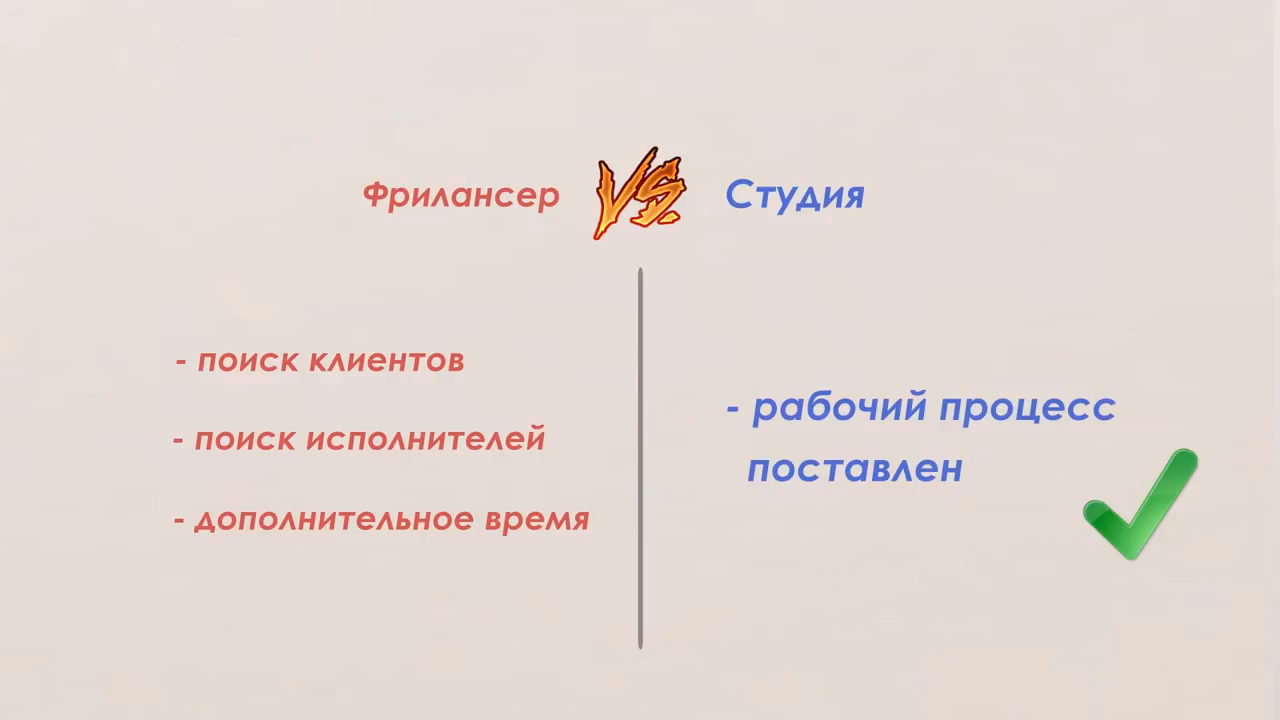 Фрилансер VS Студия
- поиск клиентов
- поиск исполнителей
- дополнительное время
- рабочий процесс
поставлен